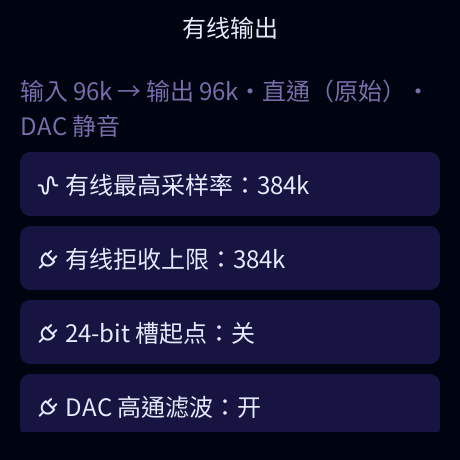 有线输出
输入 96k → 输出 96k・直通（原始）・
DAC 静音
有线最高采样率：384k
有线拒收上限：384k
24-bit 槽起点：关
DAC 高通滤波：开